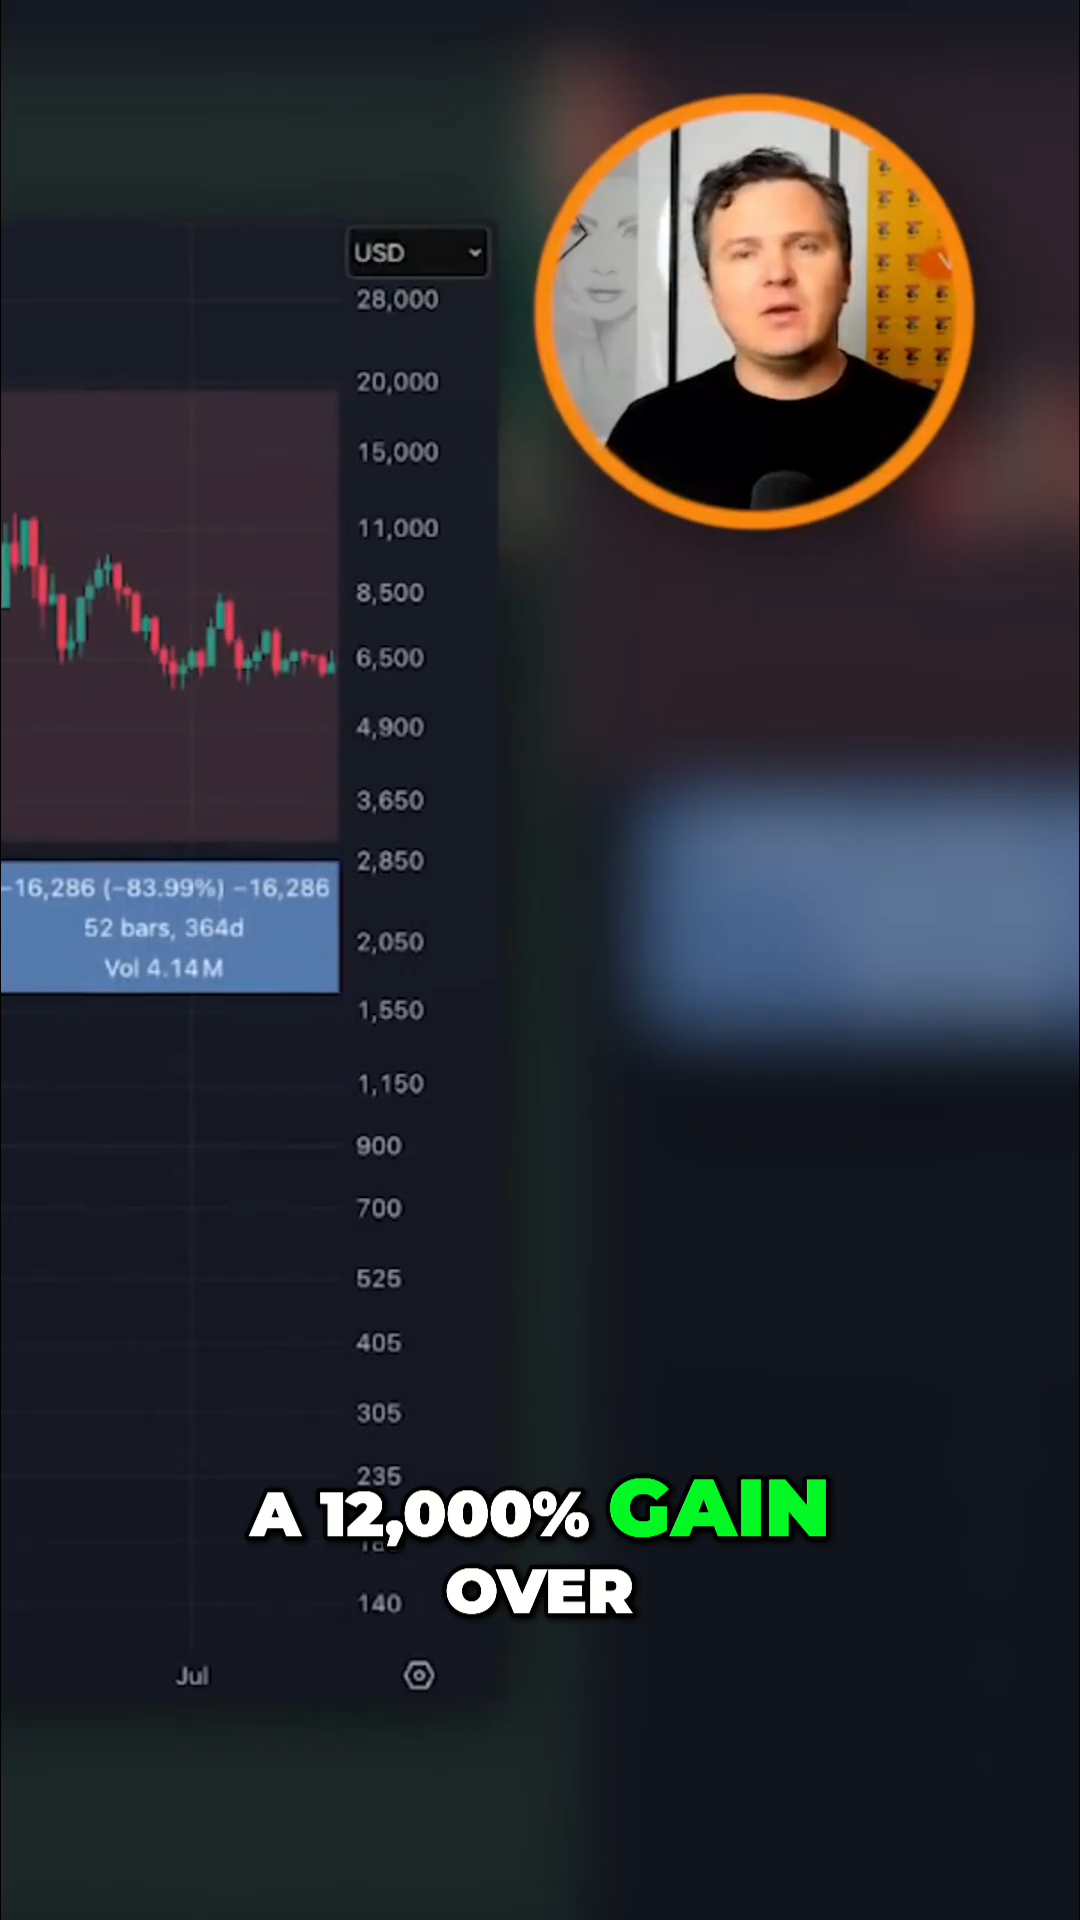 USD
28,000
20,000
15,000
11,000
8,500
6,500
4,900
3,650
2,850
−16,286 (−83.99%) −16,286
52 bars, 364d
Vol 4.14M
2,050
1,550
1,150
900
700
525
405
305
235
A 12,000% GAIN
OVER
140
Jul